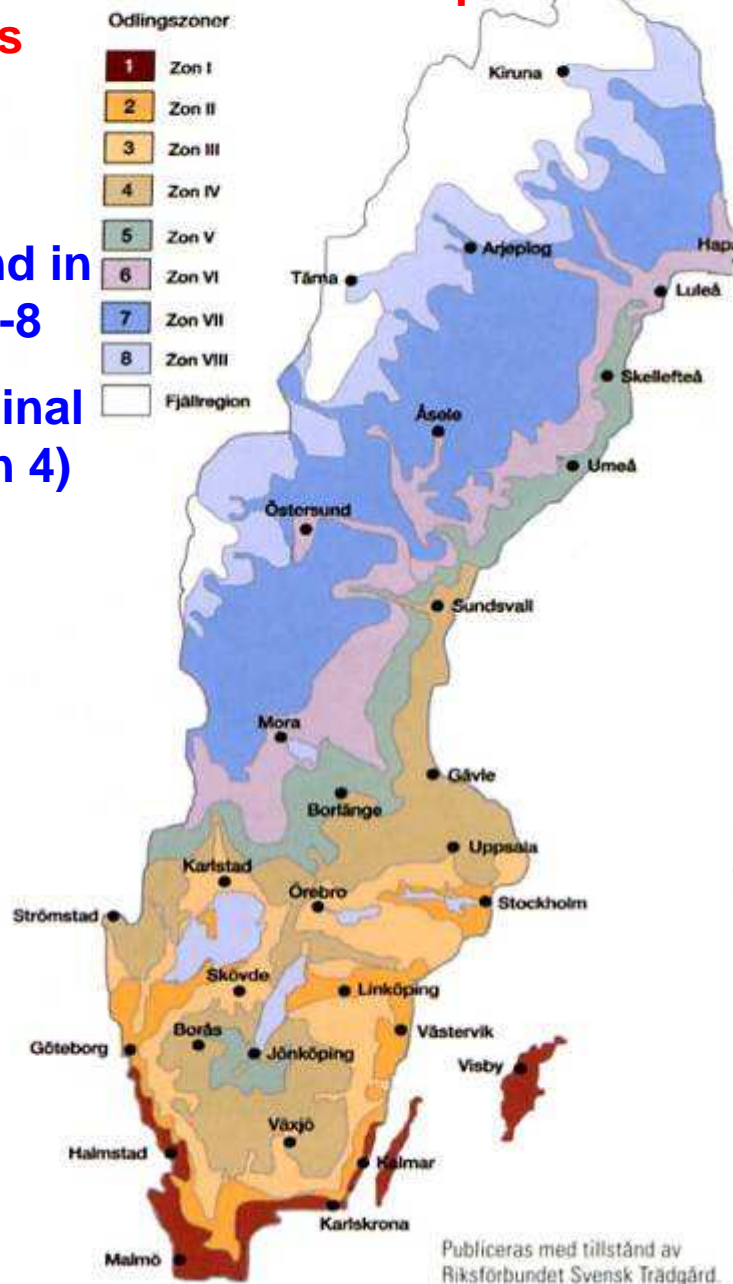 Odlingszoner
s
1 Zon I
2 Zon II
3 Zon III
4 Zon IV
5 Zon V
6 Zon VI
7 Zon VII
8 Zon VIII
Fjällregion
nd in
-8
inal
n 4)
Kiruna
Arjeplog
Tärna
Hapa
Luleå
Skellefteå
Åsele
Umeå
Östersund
Sundsvall
Mora
Gävle
Borlänge
Uppsala
Karlstad
Örebro
Strömstad
Stockholm
Skövde
Linköping
Borås
Västervik
Göteborg
Jönköping
Visby
Växjö
Halmstad
Kalmar
Karlskrona
Malmö
Publiceras med tillstånd av
Riksförbundet Svensk Trädgård.